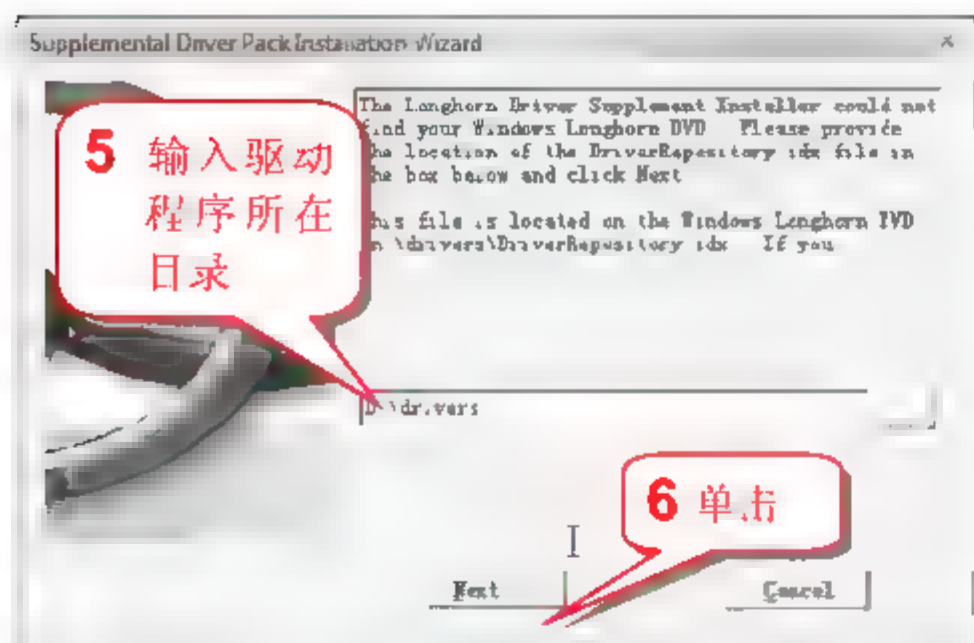 Supplemental Driver Pack Installation Wizard
The Longhorn Driver Supplement Installer could not
find your Windows Longhorn DVD Please provide
the location of the DriverRepository idx file in
the box below and click Next
This file is located on the Windows Longhorn DVD
in \drivers\DriverRepository idx If you
5 输入驱动
程序所在
目录
D:\drivers
6 单击
Next
Cancel